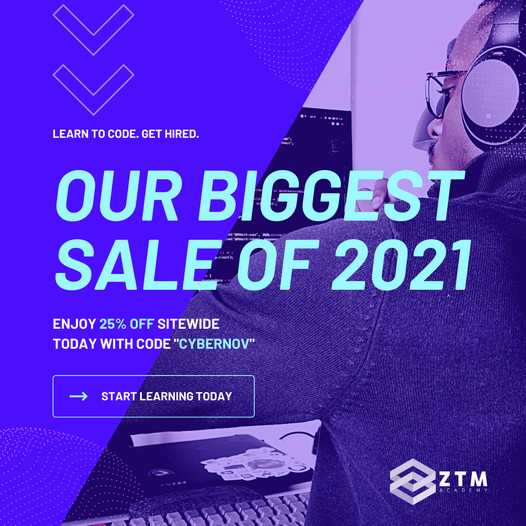 LEARN TO CODE. GET HIRED.
OUR BIGGEST
SALE OF 2021
ENJOY 25% OFF SITEWIDE
TODAY WITH CODE "CYBERNOV"
START LEARNING TODAY
ZTM
ACADEMY